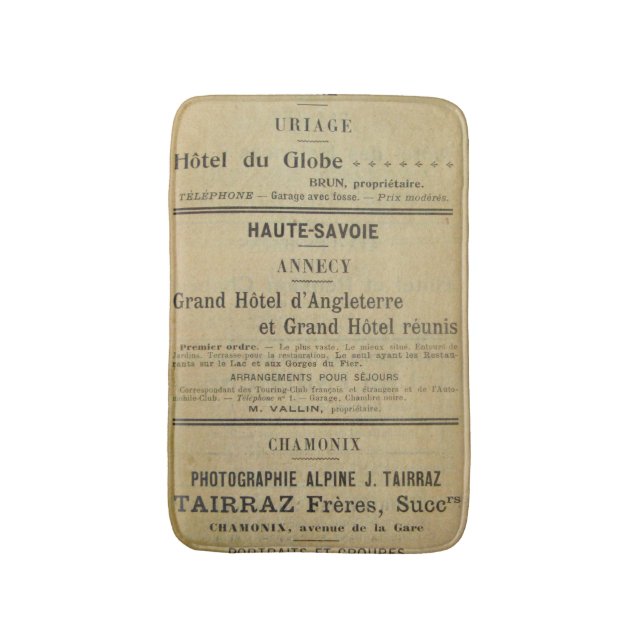 URIAGE
Hôtel du Globe
BRUN, propriétaire.
TÉLÉPHONE — Garage avec fosse. — Prix modérés.
HAUTE-SAVOIE
ANNECY
Grand Hôtel d'Angleterre
et Grand Hôtel réunis
Premier ordre. — Le plus vaste. Le mieux situé. Entouré de
Jardins. Terrasse pour la restauration. Le seul ayant les Restau-
rants sur le Lac et aux Gorges du Fier.
ARRANGEMENTS POUR SÉJOURS
Correspondant des Touring-Club français et étrangers et de l'Auto-
mobile-Club. — Téléphone nº 1. — Garage, Chambre noire.
M. VALLIN, propriétaire.
CHAMONIX
PHOTOGRAPHIE ALPINE J. TAIRRAZ
TAIRRAZ Frères, Succrs
CHAMONIX, avenue de la Gare
PORTRAITS ET GROUPES